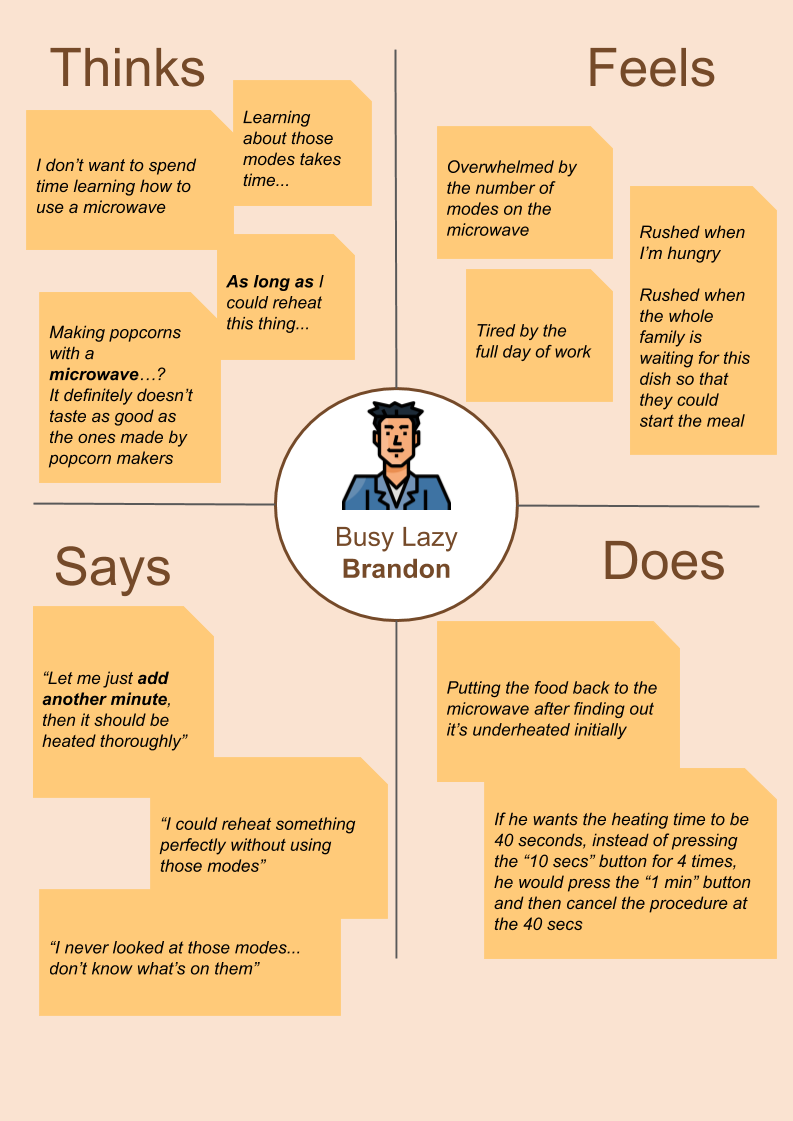 Thinks
I don’t want to spend
time learning how to
use a microwave
Learning
about those
modes takes
time...
As long as I
could reheat
this thing...
Making popcorns
with a
microwave…?
It definitely doesn’t
taste as good as
the ones made by
popcorn makers
Feels
Overwhelmed by
the number of
modes on the
microwave
Rushed when
I’m hungry
Rushed when
the whole
family is
waiting for this
dish so that
they could
start the meal
Tired by the
full day of work
Busy Lazy
Brandon
Says
“Let me just add
another minute,
then it should be
heated thoroughly”
“I could reheat something
perfectly without using
those modes”
“I never looked at those modes...
don’t know what’s on them”
Does
Putting the food back to the
microwave after finding out
it’s underheated initially
If he wants the heating time to be
40 seconds, instead of pressing
the “10 secs” button for 4 times,
he would press the “1 min” button
and then cancel the procedure at
the 40 secs